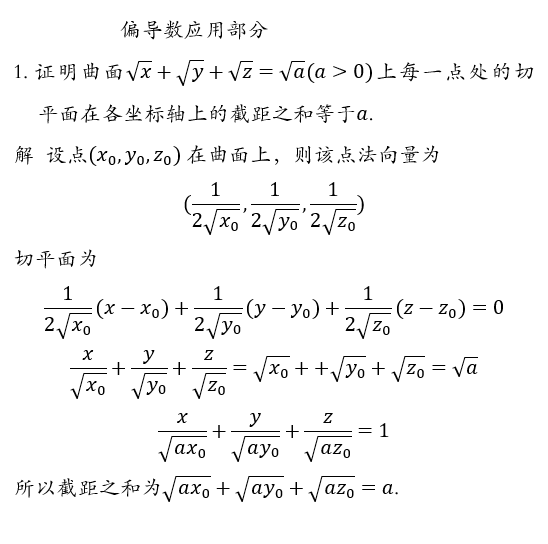 偏导数应用部分
1. 证明曲面√x + √y + √z = √a(a > 0)上每一点处的切
平面在各坐标轴上的截距之和等于a.
解 设点(x₀, y₀, z₀) 在曲面上，则该点法向量为
(1/(2√x₀), 1/(2√y₀), 1/(2√z₀))
切平面为
1/(2√x₀) (x − x₀) + 1/(2√y₀) (y − y₀) + 1/(2√z₀) (z − z₀) = 0
x/√x₀ + y/√y₀ + z/√z₀ = √x₀ + +√y₀ + √z₀ = √a
x/√(ax₀) + y/√(ay₀) + z/√(az₀) = 1
所以截距之和为√(ax₀) + √(ay₀) + √(az₀) = a.